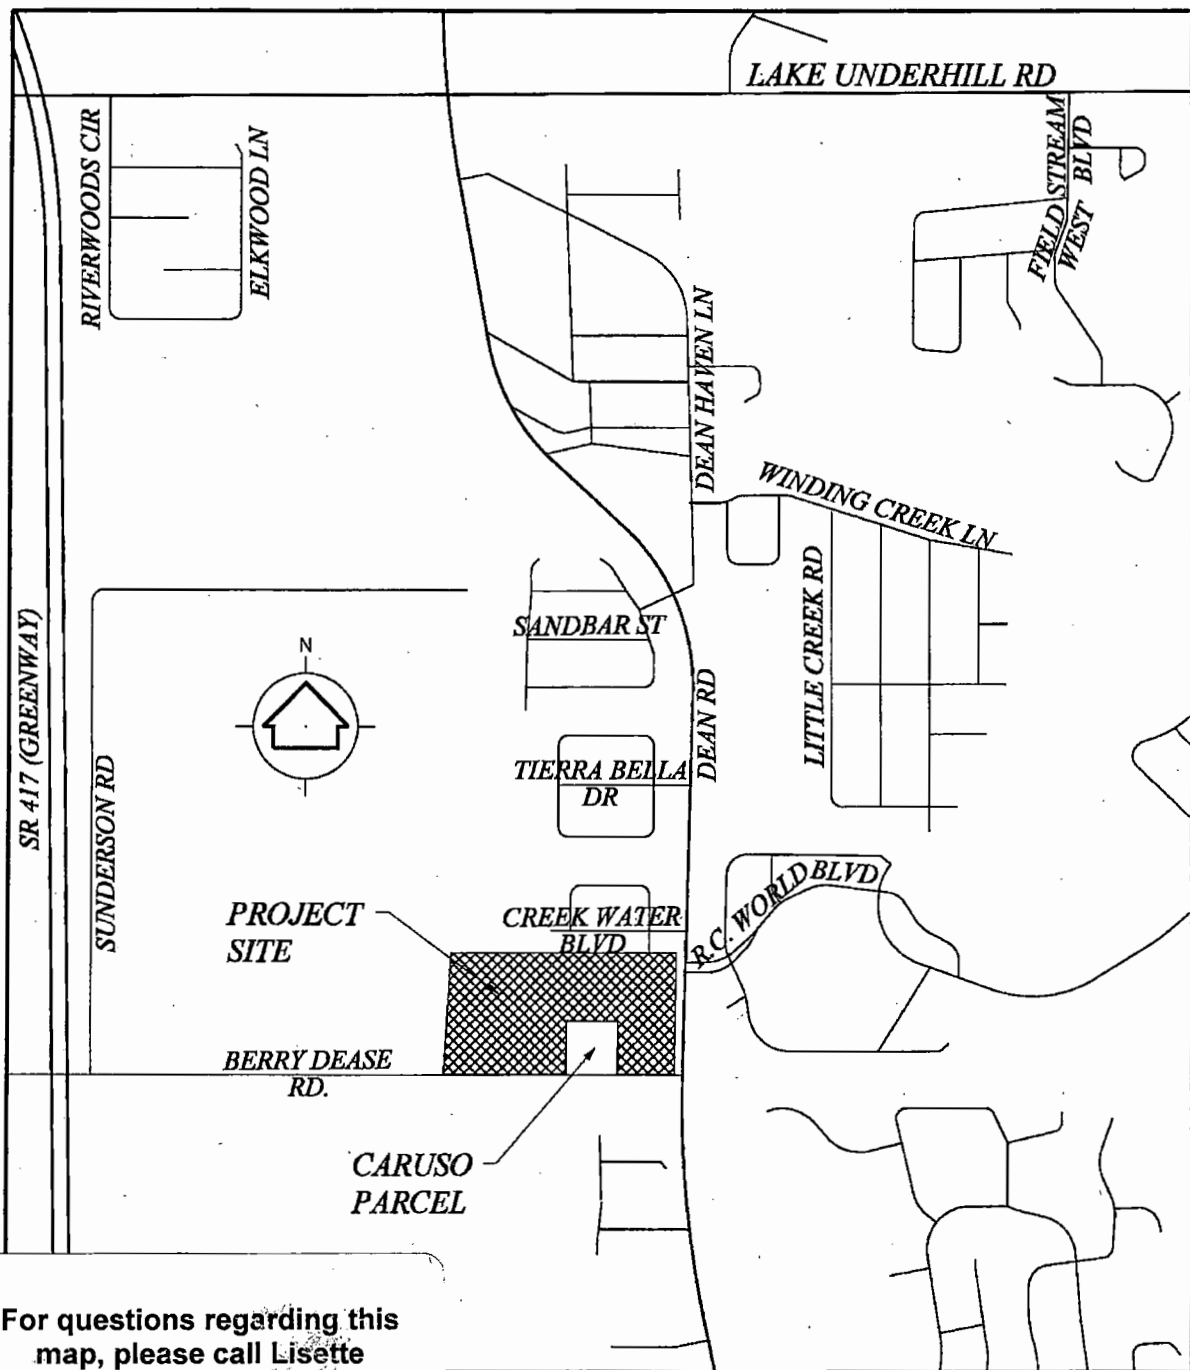 LAKE UNDERHILL RD
RIVERWOODS CIR
ELKWOOD LN
FIELD STREAM
WEST BLVD
DEAN HAVEN LN
WINDING CREEK LN
SANDBAR ST
LITTLE CREEK RD
N
SR 417 (GREENWAY)
DEAN RD
TIERRA BELLA
DR
SUNDERSON RD
PROJECT
SITE
CREEK WATER
BLVD
R.C. WORLD BLVD
BERRY DEASE
RD.
CARUSO
PARCEL
For questions regarding this
map, please call Lisette